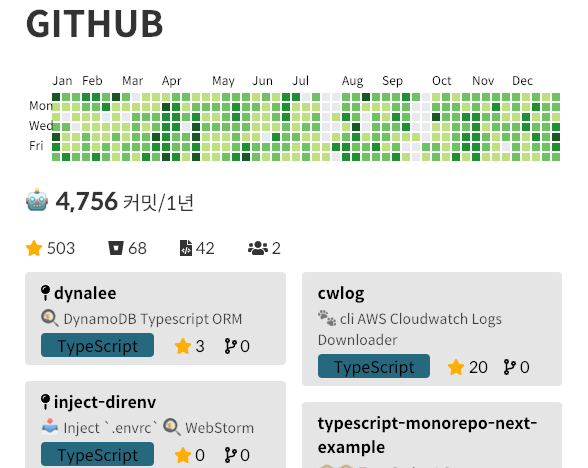 GITHUB
Jan Feb Mar Apr May Jun Jul Aug Sep Oct Nov Dec
Mon
Wed
Fri
4,756 커밋/1년
503 68 42 2
dynalee
DynamoDB Typescript ORM
TypeScript 3 0
cwlog
cli AWS Cloudwatch Logs
Downloader
TypeScript 20 0
inject-direnv
Inject `.envrc` WebStorm
TypeScript 0 0
typescript-monorepo-next-
example